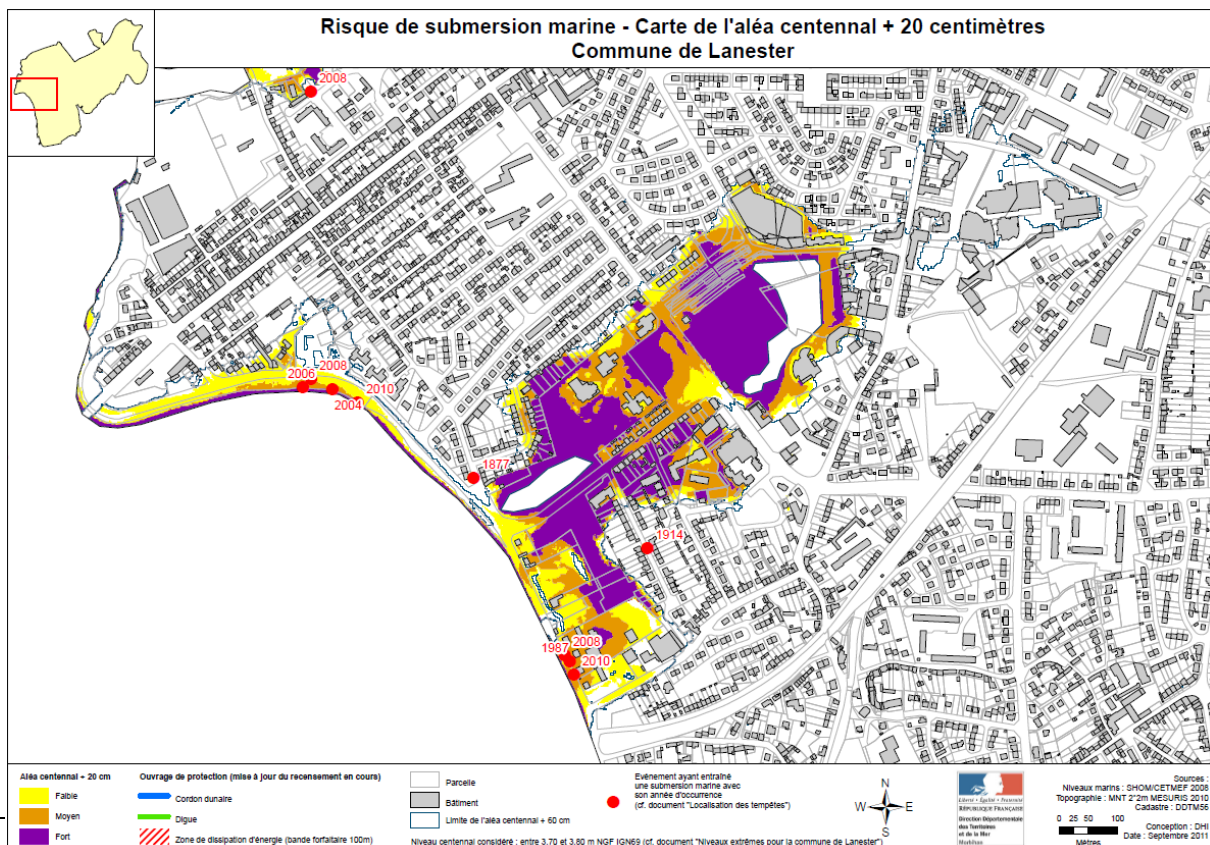 Risque de submersion marine - Carte de l'aléa centennal + 20 centimètres
Commune de Lanester
2008
2006
2008
2010
2004
1877
1914
1987
2008
2010
Aléa centennal + 20 cm
Faible
Moyen
Fort
Ouvrage de protection (mise à jour du recensement en cours)
Cordon dunaire
Digue
Zone de dissipation d'énergie (bande forfaitaire 100m)
Parcelle
Bâtiment
Limite de l'aléa centennal + 60 cm
Niveau centennal considéré : entre 3,70 et 3,80 m NGF IGN69 (cf. document "Niveaux extrêmes pour la commune de Lanester")
Evénement ayant entraîné
une submersion marine avec
son année d'occurrence
(cf. document "Localisation des tempêtes")
N
W
E
S
Liberté • Égalité • Fraternité
RÉPUBLIQUE FRANÇAISE
Direction Départementale
des Territoires
et de la Mer
Morbihan
Sources :
Niveaux marins : SHOM/CETMEF 2008
Topographie : MNT 2*2m MESURIS 2010
Cadastre : DDTM56
0 25 50 100
Mètres
Conception : DHI
Date : Septembre 2011